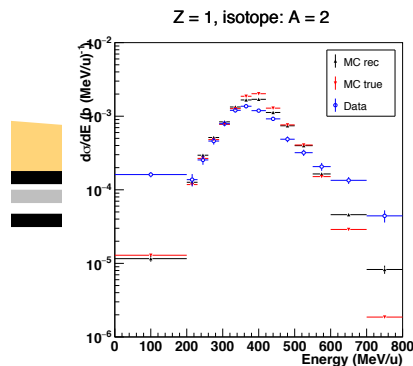 Z = 1, isotope: A = 2
dσ/dE (b (MeV/u)⁻¹)
10⁻²
10⁻³
10⁻⁴
10⁻⁵
10⁻⁶
MC rec
MC true
Data
0 100 200 300 400 500 600 700 800
Energy (MeV/u)